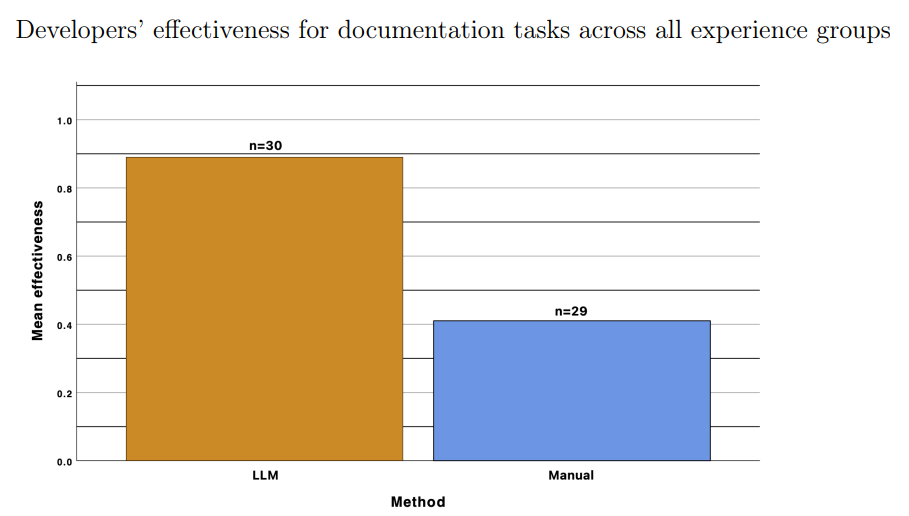 Developers’ effectiveness for documentation tasks across all experience groups
1.0
0.8
0.6
0.4
0.2
0.0
Mean effectiveness
n=30
n=29
LLM
Manual
Method